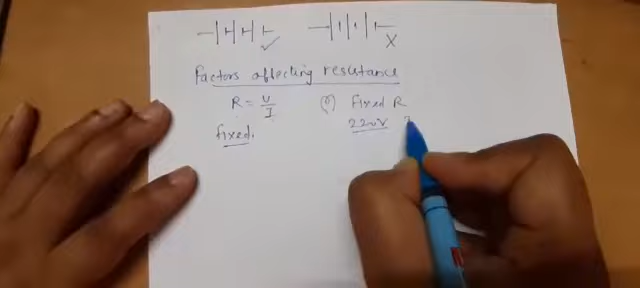 Factors affecting resistance
R = V/I
(i) Fixed R
fixed.
220V